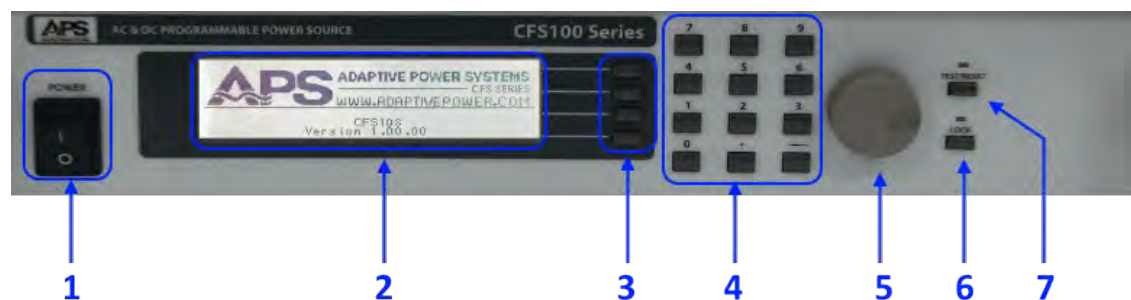 APS AC & DC PROGRAMMABLE POWER SOURCE CFS100 Series
POWER
I
O
APS ADAPTIVE POWER SYSTEMS
CFS SERIES
WWW.ADAPTIVEPOWER.COM
CFS10S
Version 1.00.00
7 8 9
4 5 6
1 2 3
0 . —
TEST/RESET
LOCK
1 2 3 4 5 6 7